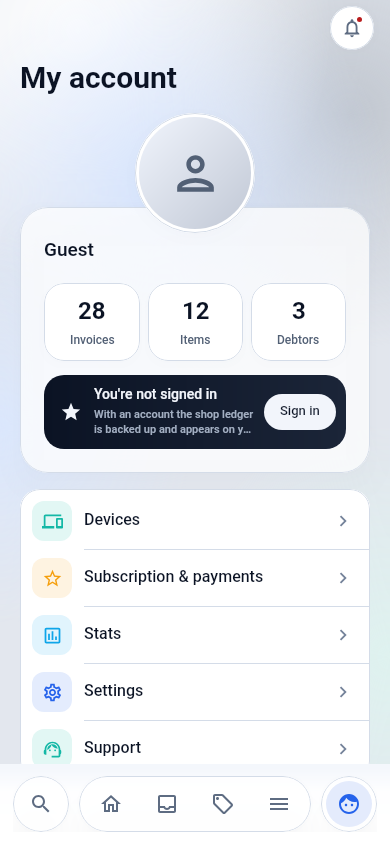 My account
Guest
28
12
3
Invoices
Items
Debtors
You're not signed in
With an account the shop ledger
is backed up and appears on y…
Sign in
Devices
Subscription & payments
Stats
Settings
Support